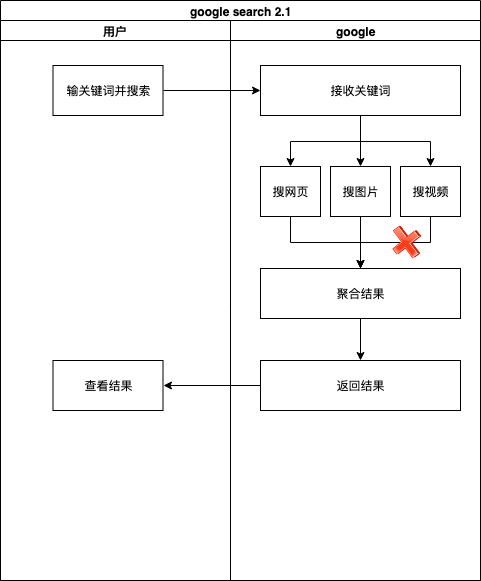 google search 2.1
用户
google
输关键词并搜索
接收关键词
搜网页
搜图片
搜视频
聚合结果
查看结果
返回结果